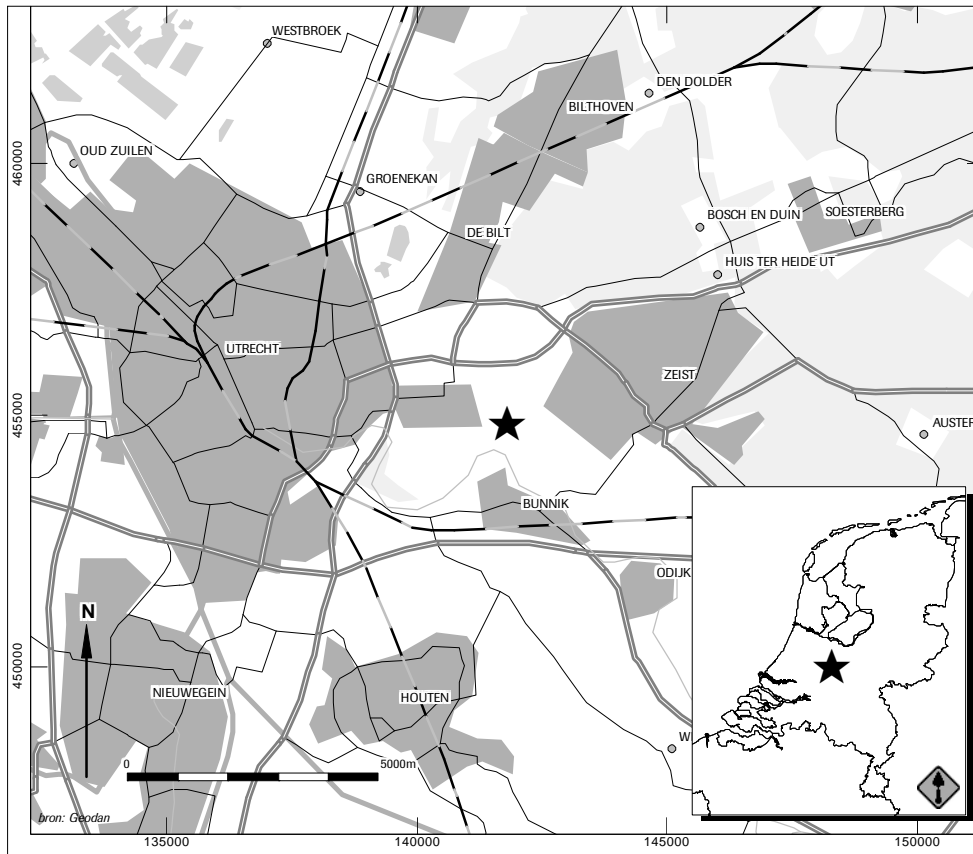 WESTBROEK
DEN DOLDER
BILTHOVEN
OUD ZUILEN
460000
GROENEKAN
DE BILT
BOSCH EN DUIN
SOESTERBERG
HUIS TER HEIDE UT
UTRECHT
ZEIST
455000
AUSTER
BUNNIK
ODIJK
N
450000
NIEUWEGEIN
HOUTEN
W
0
5000m
bron: Geodan
135000
140000
145000
150000